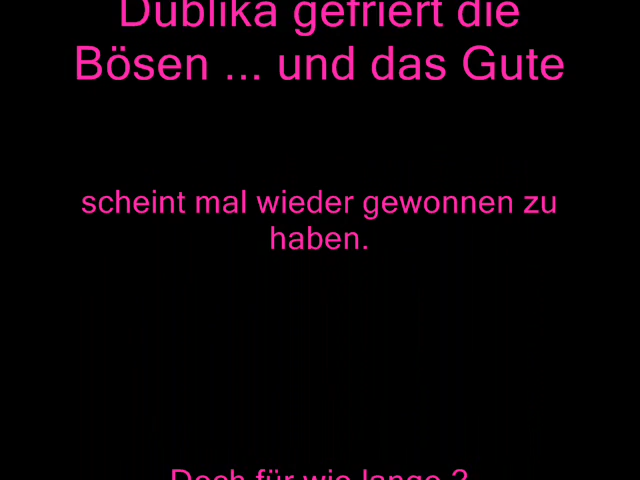 Dublika gefriert die
Bösen ... und das Gute
scheint mal wieder gewonnen zu
haben.
Doch für wie lange ?